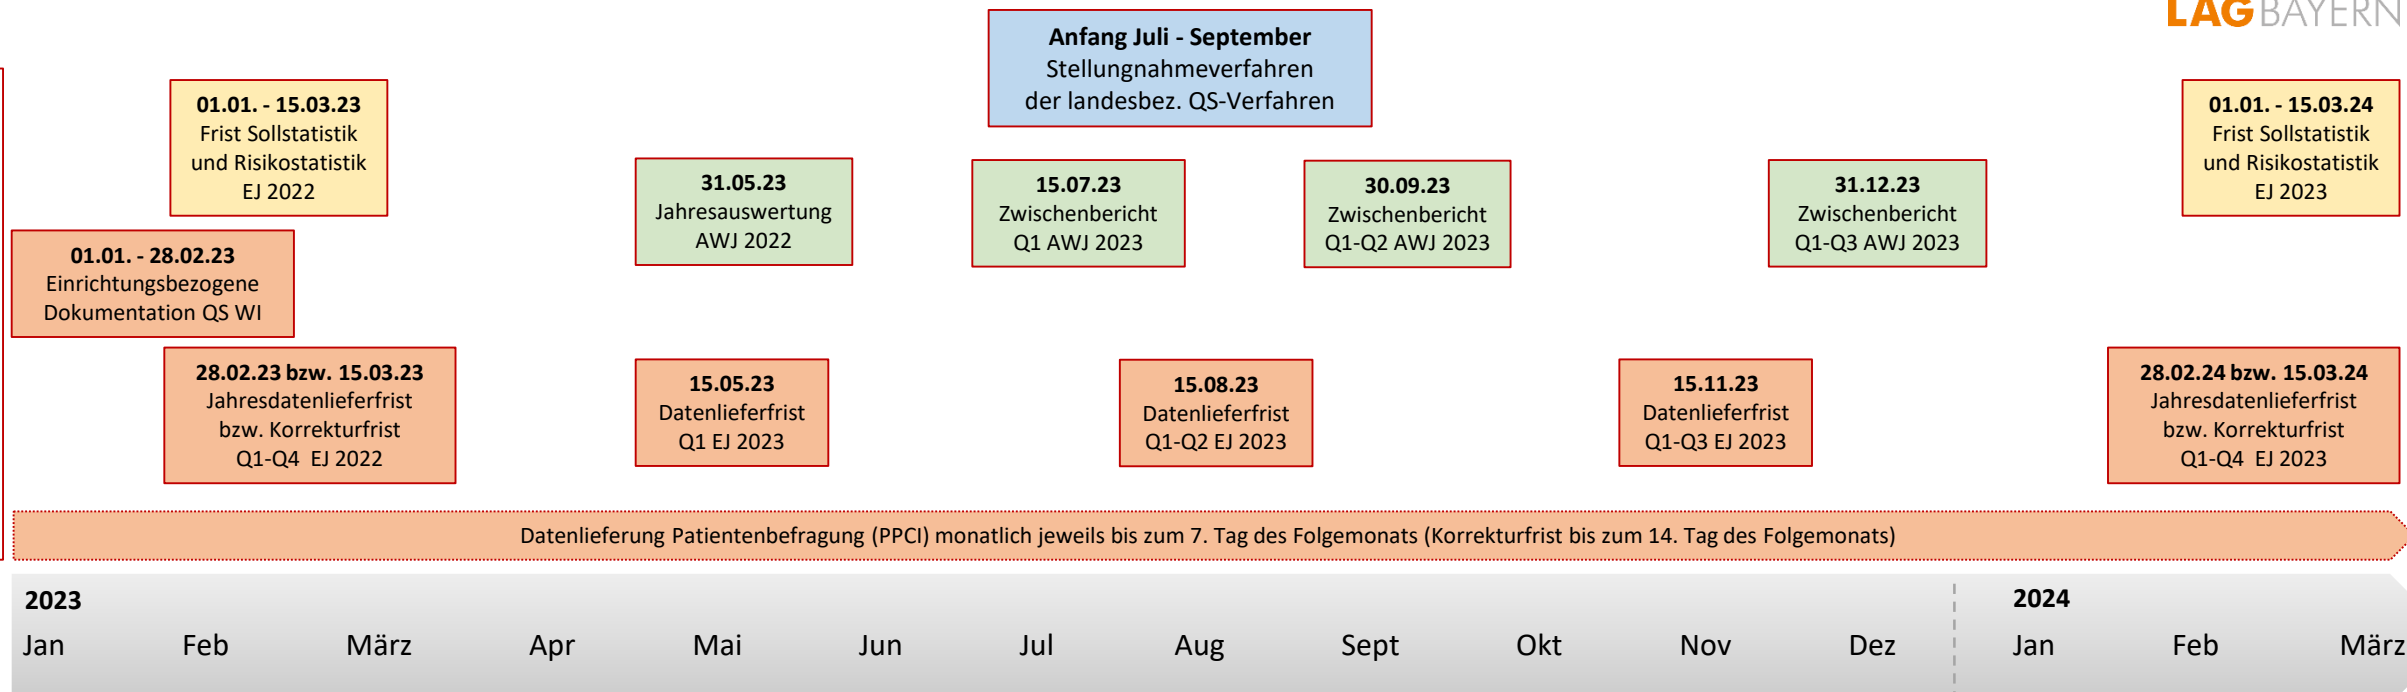 LAG BAYERN
Anfang Juli - September
Stellungnahmeverfahren
der landesbez. QS-Verfahren
01.01. - 15.03.23
Frist Sollstatistik
und Risikostatistik
EJ 2022
01.01. - 15.03.24
Frist Sollstatistik
und Risikostatistik
EJ 2023
31.05.23
Jahresauswertung
AWJ 2022
15.07.23
Zwischenbericht
Q1 AWJ 2023
30.09.23
Zwischenbericht
Q1-Q2 AWJ 2023
31.12.23
Zwischenbericht
Q1-Q3 AWJ 2023
01.01. - 28.02.23
Einrichtungsbezogene
Dokumentation QS WI
28.02.23 bzw. 15.03.23
Jahresdatenlieferfrist
bzw. Korrekturfrist
Q1-Q4 EJ 2022
15.05.23
Datenlieferfrist
Q1 EJ 2023
15.08.23
Datenlieferfrist
Q1-Q2 EJ 2023
15.11.23
Datenlieferfrist
Q1-Q3 EJ 2023
28.02.24 bzw. 15.03.24
Jahresdatenlieferfrist
bzw. Korrekturfrist
Q1-Q4 EJ 2023
Datenlieferung Patientenbefragung (PPCI) monatlich jeweils bis zum 7. Tag des Folgemonats (Korrekturfrist bis zum 14. Tag des Folgemonats)
2023 2024
Jan Feb März Apr Mai Jun Jul Aug Sept Okt Nov Dez Jan Feb März